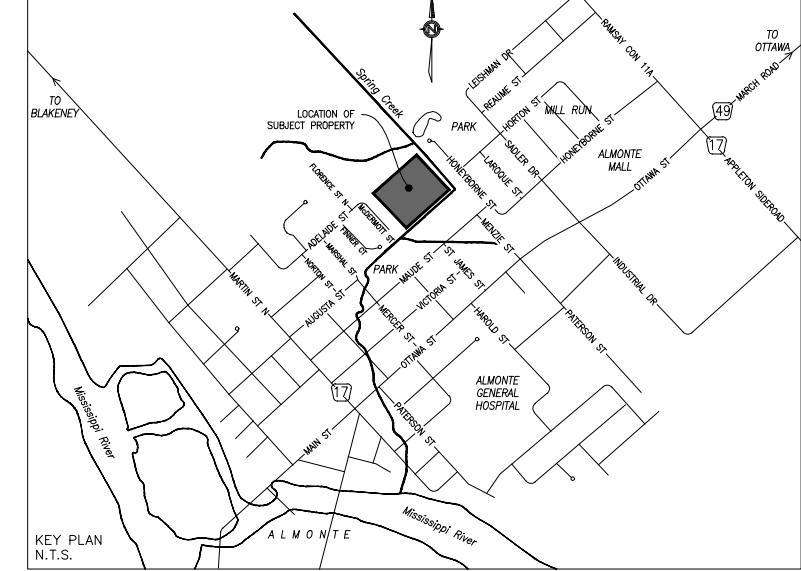 N
TO
OTTAWA
RAMSAY CON 11A
MARCH ROAD
49
17
APPLETON SIDEROAD
LEISHMAN DR
REAUME ST
HORTON ST
MILL RUN
HONEYBORNE ST
SADLER DR
LAROQUE ST
ALMONTE
MALL
OTTAWA ST
TO
BLAKENEY
Spring Creek
LOCATION OF
SUBJECT PROPERTY
PARK
HONEYBORNE ST
MENZIE ST
FLORENCE ST N
McDERMOTT ST
ADELAIDE ST
FINNER CT
MARSHAL ST
NORTON ST
AUGUSTA ST
PARK
MAUDE ST
ST JAMES ST
VICTORIA ST
MERCER ST
HAROLD ST
OTTAWA ST
INDUSTRIAL DR
PATERSON ST
MARTIN ST N
17
ALMONTE
GENERAL
HOSPITAL
PATERSON ST
MAIN ST
Mississippi River
Mississippi River
ALMONTE
KEY PLAN
N.T.S.